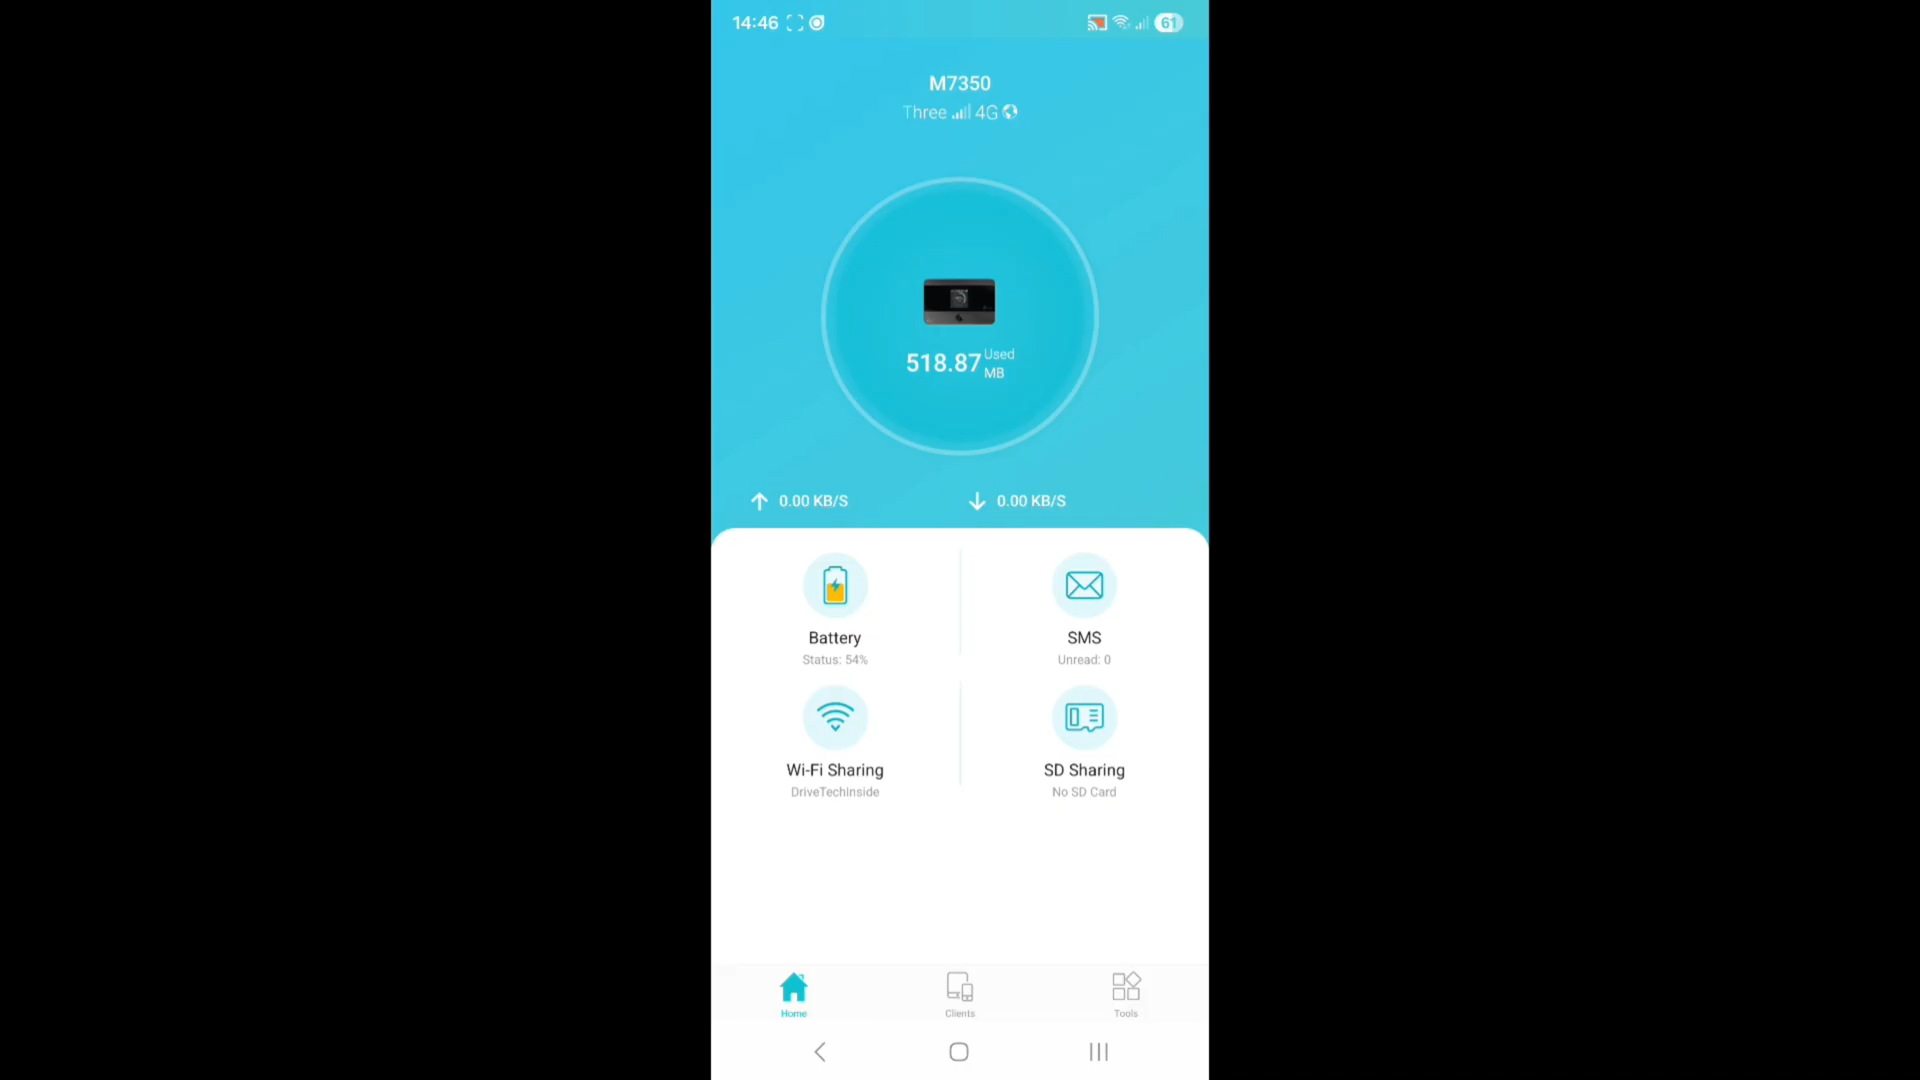 14:46
61
M7350
Three 4G
518.87 Used MB
0.00 KB/S
0.00 KB/S
Battery
Status: 54%
SMS
Unread: 0
Wi-Fi Sharing
DriveTechInside
SD Sharing
No SD Card
Home
Clients
Tools